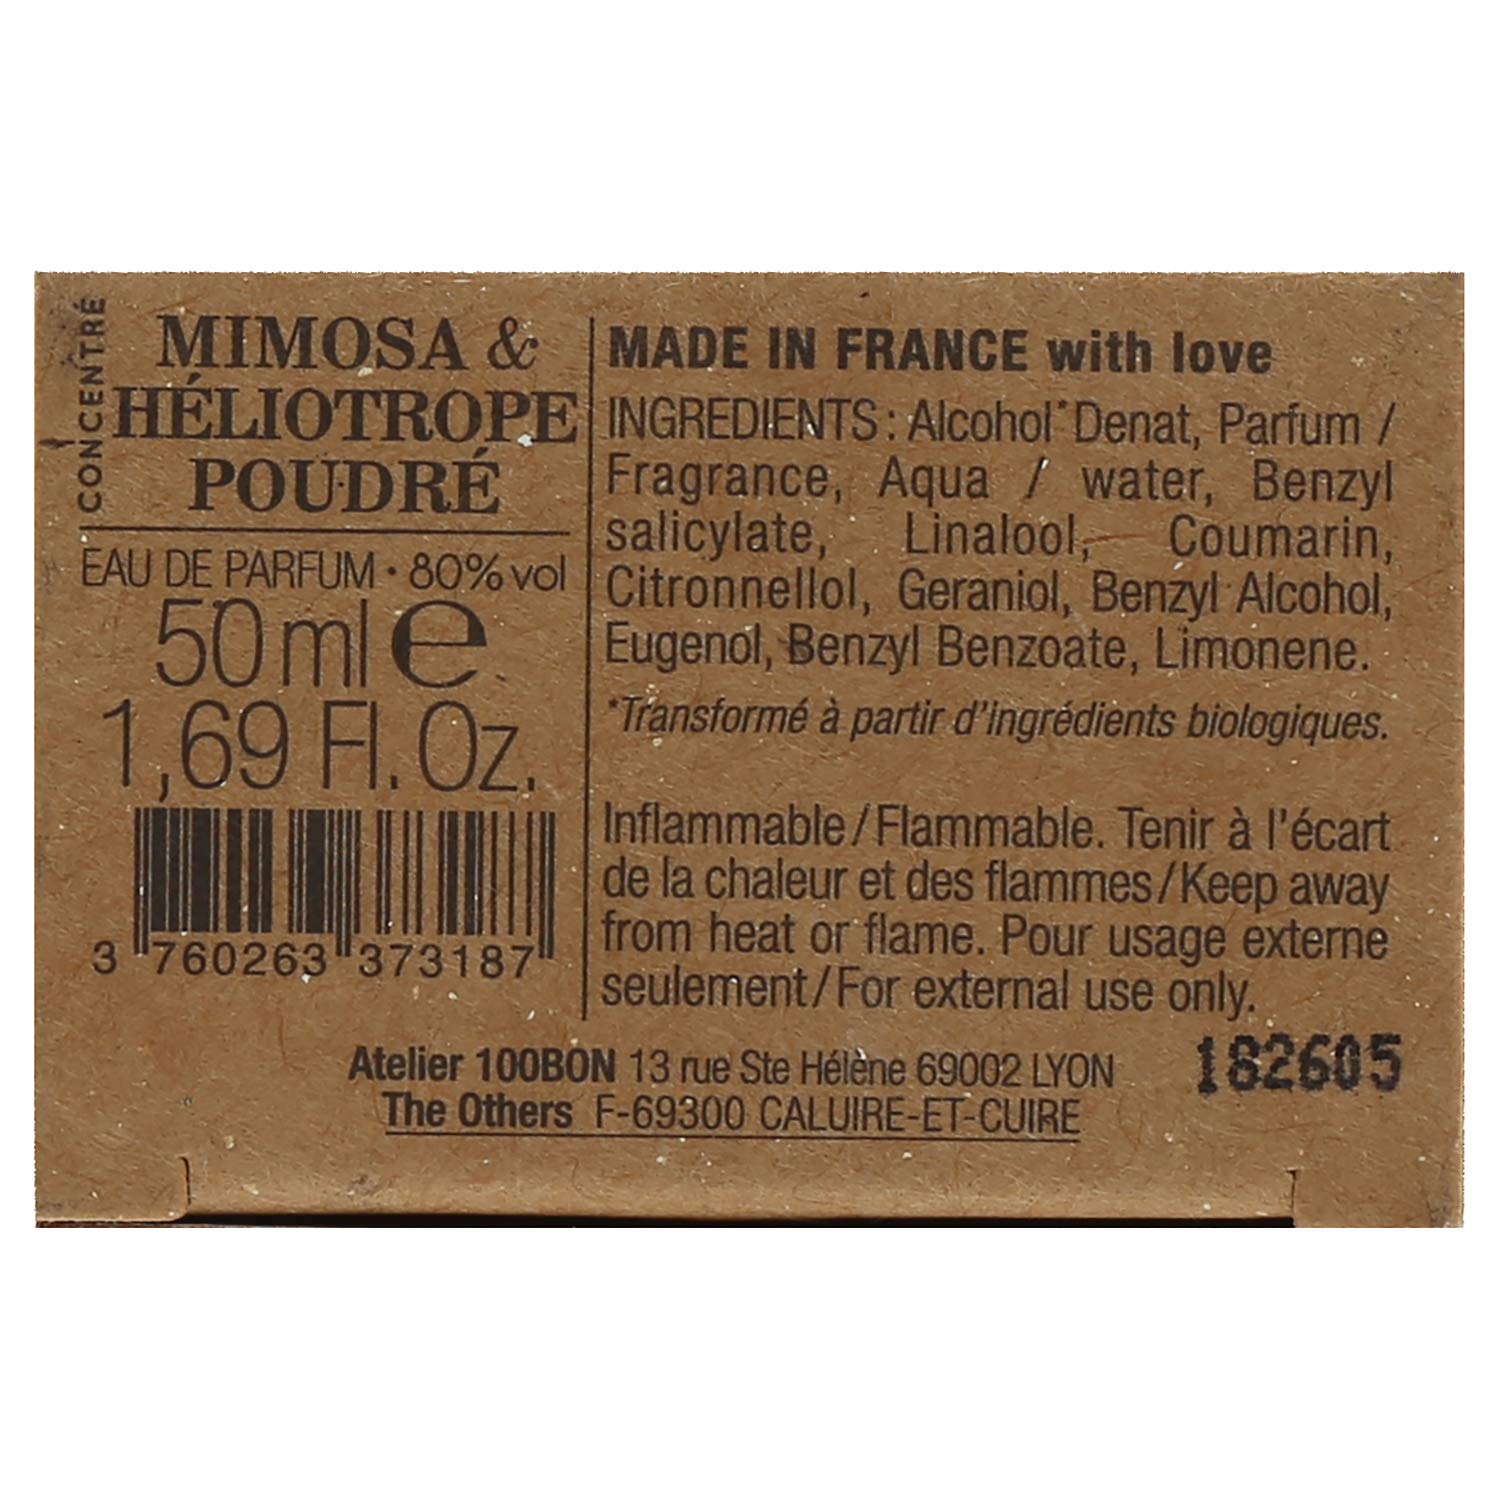 CONCENTRÉ
MIMOSA &
HÉLIOTROPE
POUDRÉ
EAU DE PARFUM • 80% vol
50 ml e
1,69 Fl. Oz.
3 760263 373187
MADE IN FRANCE with love
INGREDIENTS : Alcohol* Denat, Parfum /
Fragrance, Aqua / water, Benzyl
salicylate, Linalool, Coumarin,
Citronnellol, Geraniol, Benzyl Alcohol,
Eugenol, Benzyl Benzoate, Limonene.
*Transformé à partir d'ingrédients biologiques.
Inflammable / Flammable. Tenir à l'écart
de la chaleur et des flammes / Keep away
from heat or flame. Pour usage externe
seulement / For external use only.
Atelier 100BON 13 rue Ste Hélène 69002 LYON
The Others F-69300 CALUIRE-ET-CUIRE
182605